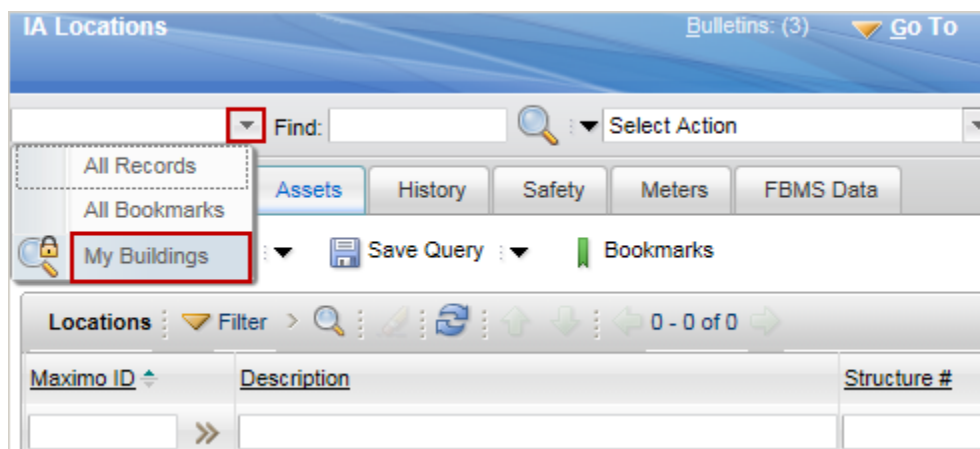 IA Locations Bulletins: (3) Go To
Find: Select Action
All Records
Assets History Safety Meters FBMS Data
All Bookmarks
My Buildings Save Query Bookmarks
Locations Filter > 0 - 0 of 0
Maximo ID Description Structure #